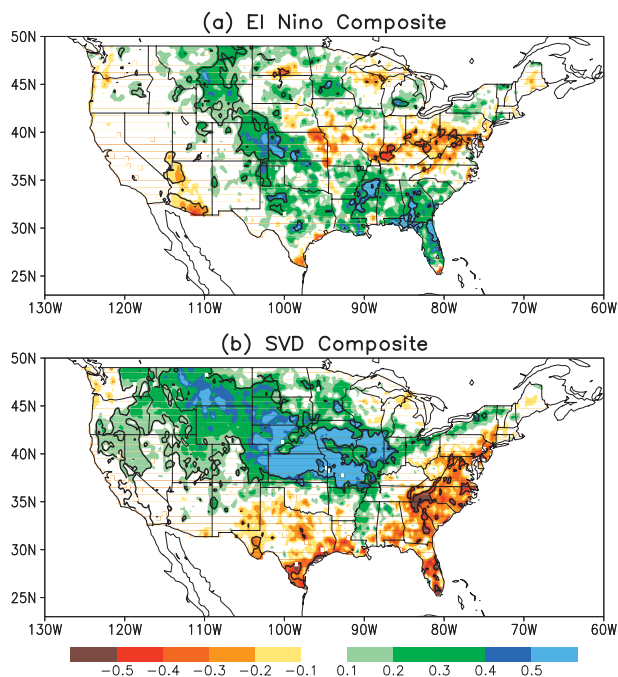 (a) El Nino Composite
50N
45N
40N
35N
30N
25N
130W 120W 110W 100W 90W 80W 70W 60W
(b) SVD Composite
50N
45N
40N
35N
30N
25N
130W 120W 110W 100W 90W 80W 70W 60W
−0.5 −0.4 −0.3 −0.2 −0.1 0.1 0.2 0.3 0.4 0.5